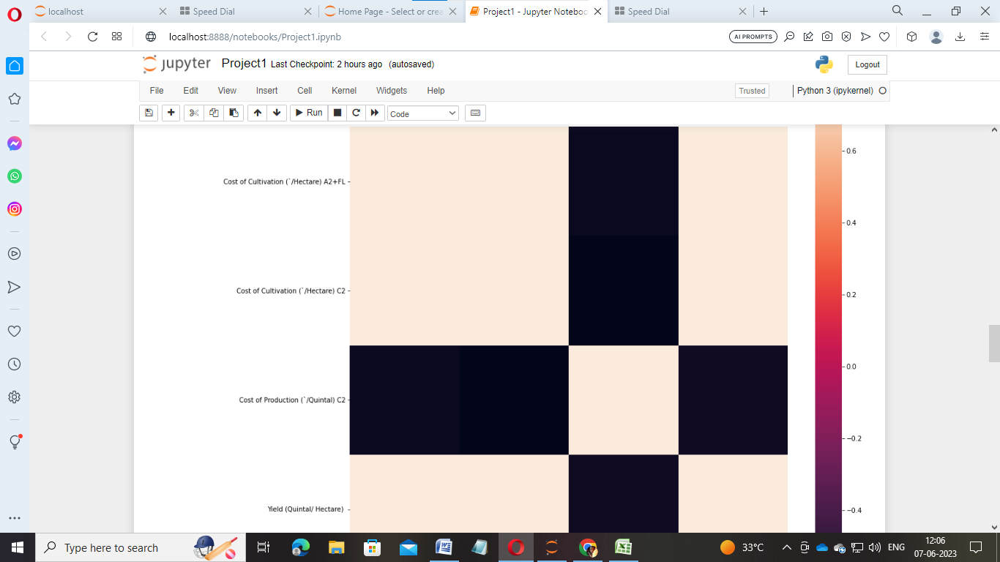 localhost
Speed Dial
Home Page - Select or crea
Project1 - Jupyter Noteboo
Speed Dial
localhost:8888/notebooks/Project1.ipynb
AI PROMPTS
jupyter Project1 Last Checkpoint: 2 hours ago (autosaved)
Logout
File Edit View Insert Cell Kernel Widgets Help
Trusted
Python 3 (ipykernel)
Run
Code
0.6
Cost of Cultivation (`/Hectare) A2+FL
0.4
Cost of Cultivation (`/Hectare) C2
0.2
0.0
Cost of Production (`/Quintal) C2
−0.2
Yield (Quintal/ Hectare)
−0.4
Type here to search
33°C
ENG
12:06
07-06-2023